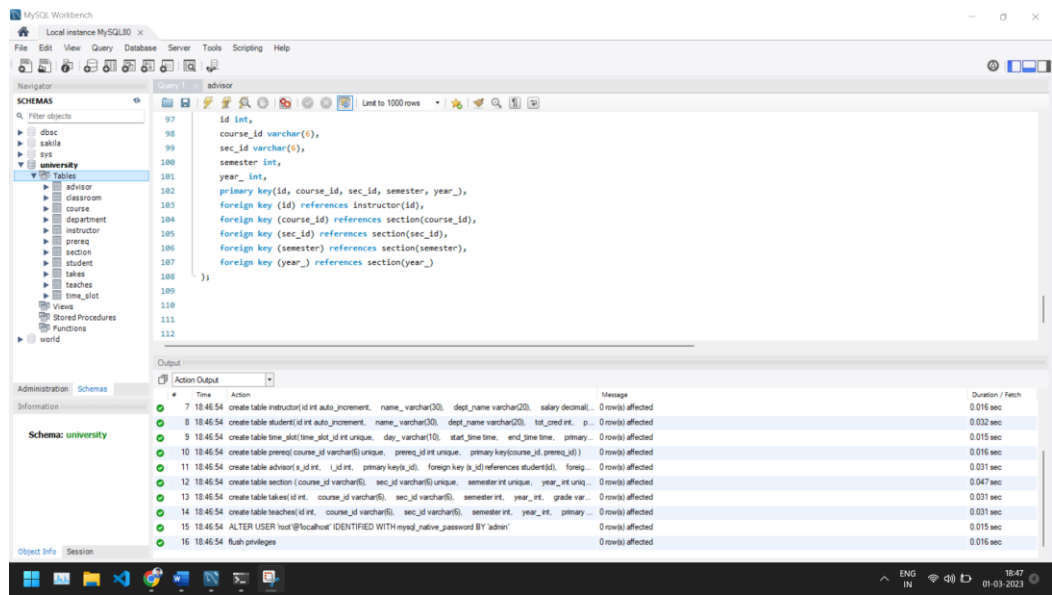 MySQL Workbench
Local instance MySQL80 ×
File Edit View Query Database Server Tools Scripting Help
Navigator
SCHEMAS
Filter objects
dbsc
sakila
sys
university
Tables
advisor
classroom
course
department
instructor
prereq
section
student
takes
teaches
time_slot
Views
Stored Procedures
Functions
world
Administration Schemas
Information
Schema: university
Object Info Session
Query 1 × advisor
Limit to 1000 rows
97 id int,
98 course_id varchar(6),
99 sec_id varchar(6),
100 semester int,
101 year_ int,
102 primary key(id, course_id, sec_id, semester, year_),
103 foreign key (id) references instructor(id),
104 foreign key (course_id) references section(course_id),
105 foreign key (sec_id) references section(sec_id),
106 foreign key (semester) references section(semester),
107 foreign key (year_) references section(year_)
108 );
109
110
111
112
Output
Action Output
# Time Action Message Duration / Fetch
7 18:46:54 create table instructor( id int auto_increment, name_ varchar(30), dept_name varchar(20), salary decimal(... 0 row(s) affected 0.016 sec
8 18:46:54 create table student( id int auto_increment, name_ varchar(30), dept_name varchar(20), tot_cred int, p... 0 row(s) affected 0.032 sec
9 18:46:54 create table time_slot( time_slot_id int unique, day_ varchar(10), start_time time, end_time time, primary... 0 row(s) affected 0.015 sec
10 18:46:54 create table prereq( course_id varchar(6) unique, prereq_id int unique, primary key(course_id, prereq_id) ) 0 row(s) affected 0.016 sec
11 18:46:54 create table advisor( s_id int, i_id int, primary key(s_id), foreign key (s_id) references student(id), foreig... 0 row(s) affected 0.031 sec
12 18:46:54 create table section ( course_id varchar(6), sec_id varchar(6) unique, semester int unique, year_ int uniq... 0 row(s) affected 0.047 sec
13 18:46:54 create table takes( id int, course_id varchar(6), sec_id varchar(6), semester int, year_ int, grade var... 0 row(s) affected 0.031 sec
14 18:46:54 create table teaches( id int, course_id varchar(6), sec_id varchar(6), semester int, year_ int, primary ... 0 row(s) affected 0.031 sec
15 18:46:54 ALTER USER 'root'@'localhost' IDENTIFIED WITH mysql_native_password BY 'admin' 0 row(s) affected 0.015 sec
16 18:46:54 flush privileges 0 row(s) affected 0.016 sec
ENG
IN
18:47
01-03-2023